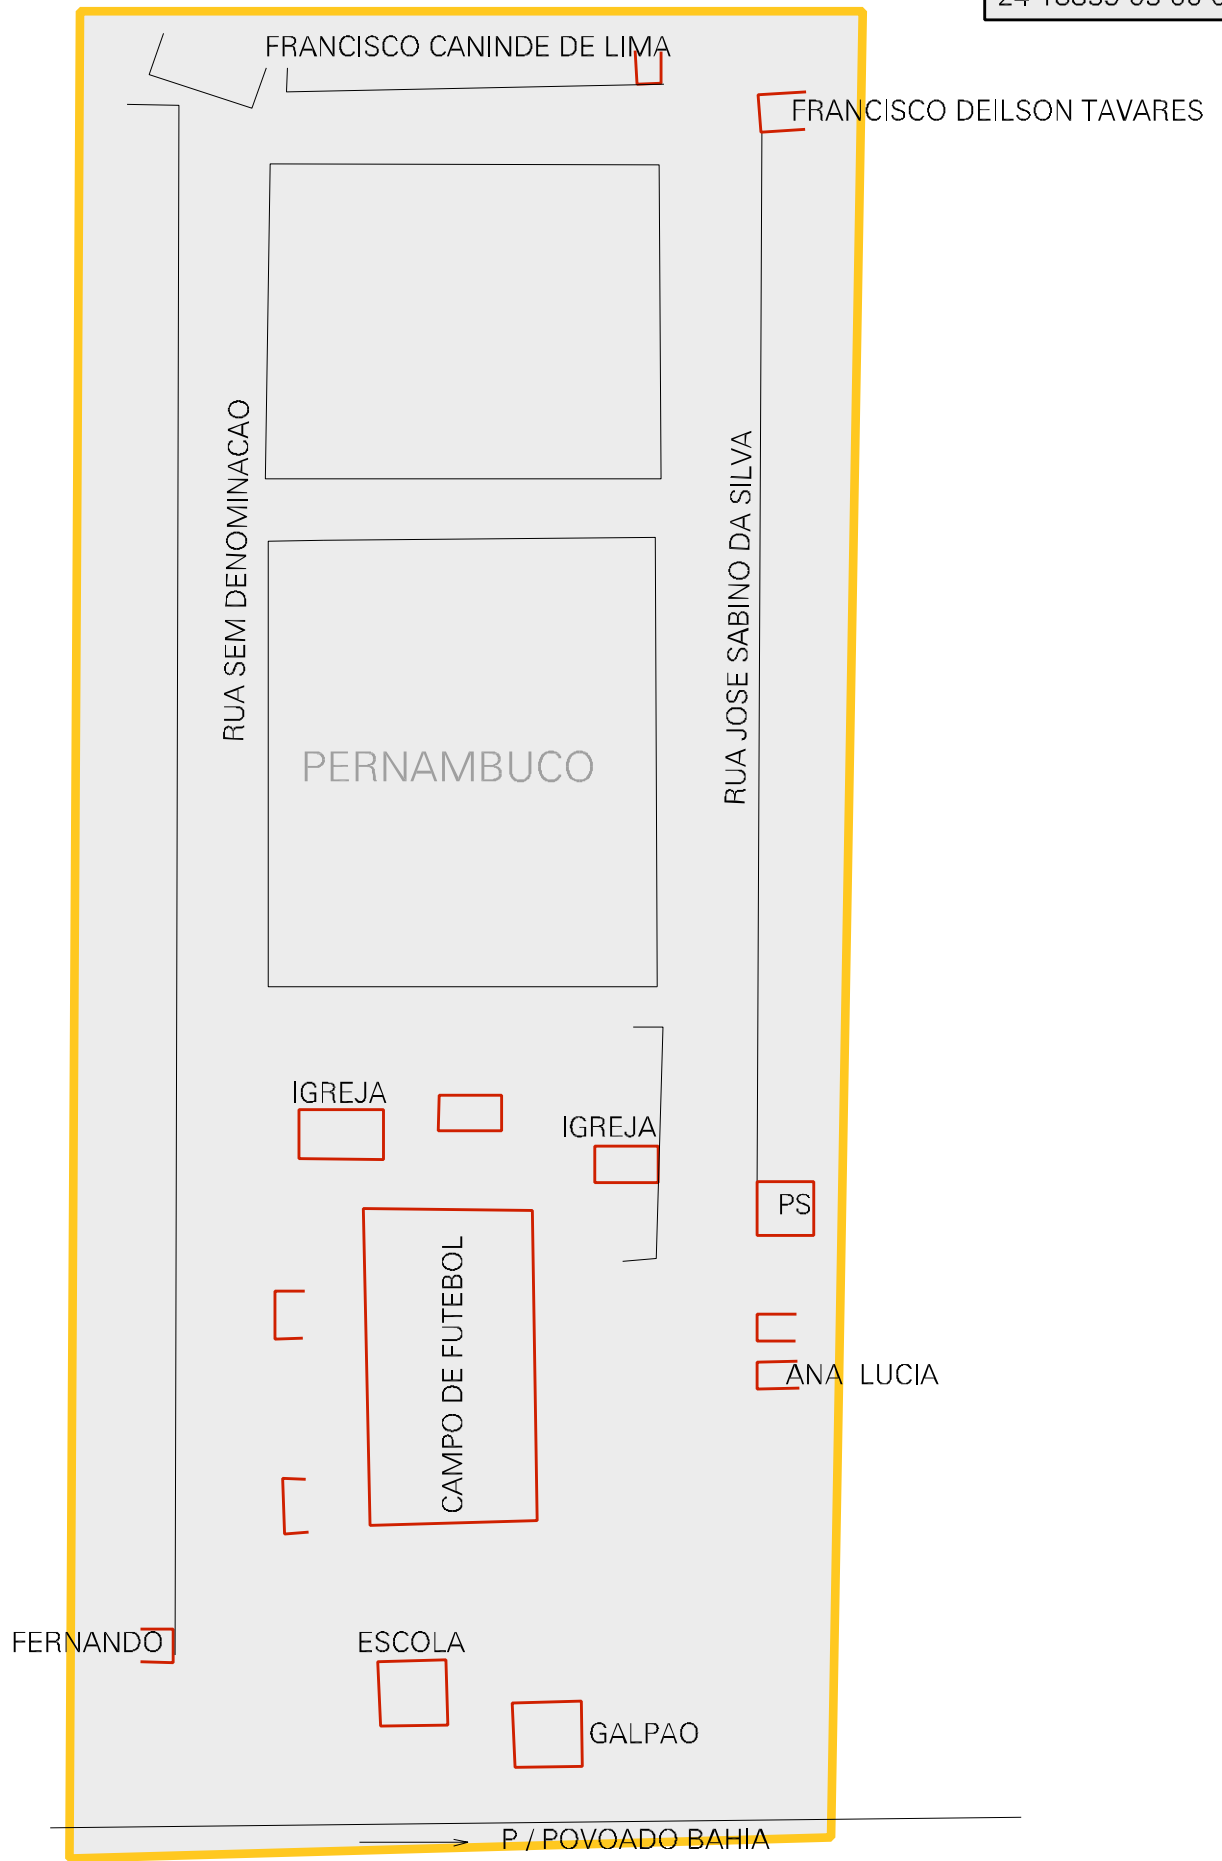 FRANCISCO CANINDE DE LIMA
FRANCISCO DEILSON TAVARES
RUA SEM DENOMINACAO
RUA JOSE SABINO DA SILVA
PERNAMBUCO
IGREJA
IGREJA
PS
CAMPO DE FUTEBOL
ANA LUCIA
FERNANDO
ESCOLA
GALPAO
P / POVOADO BAHIA